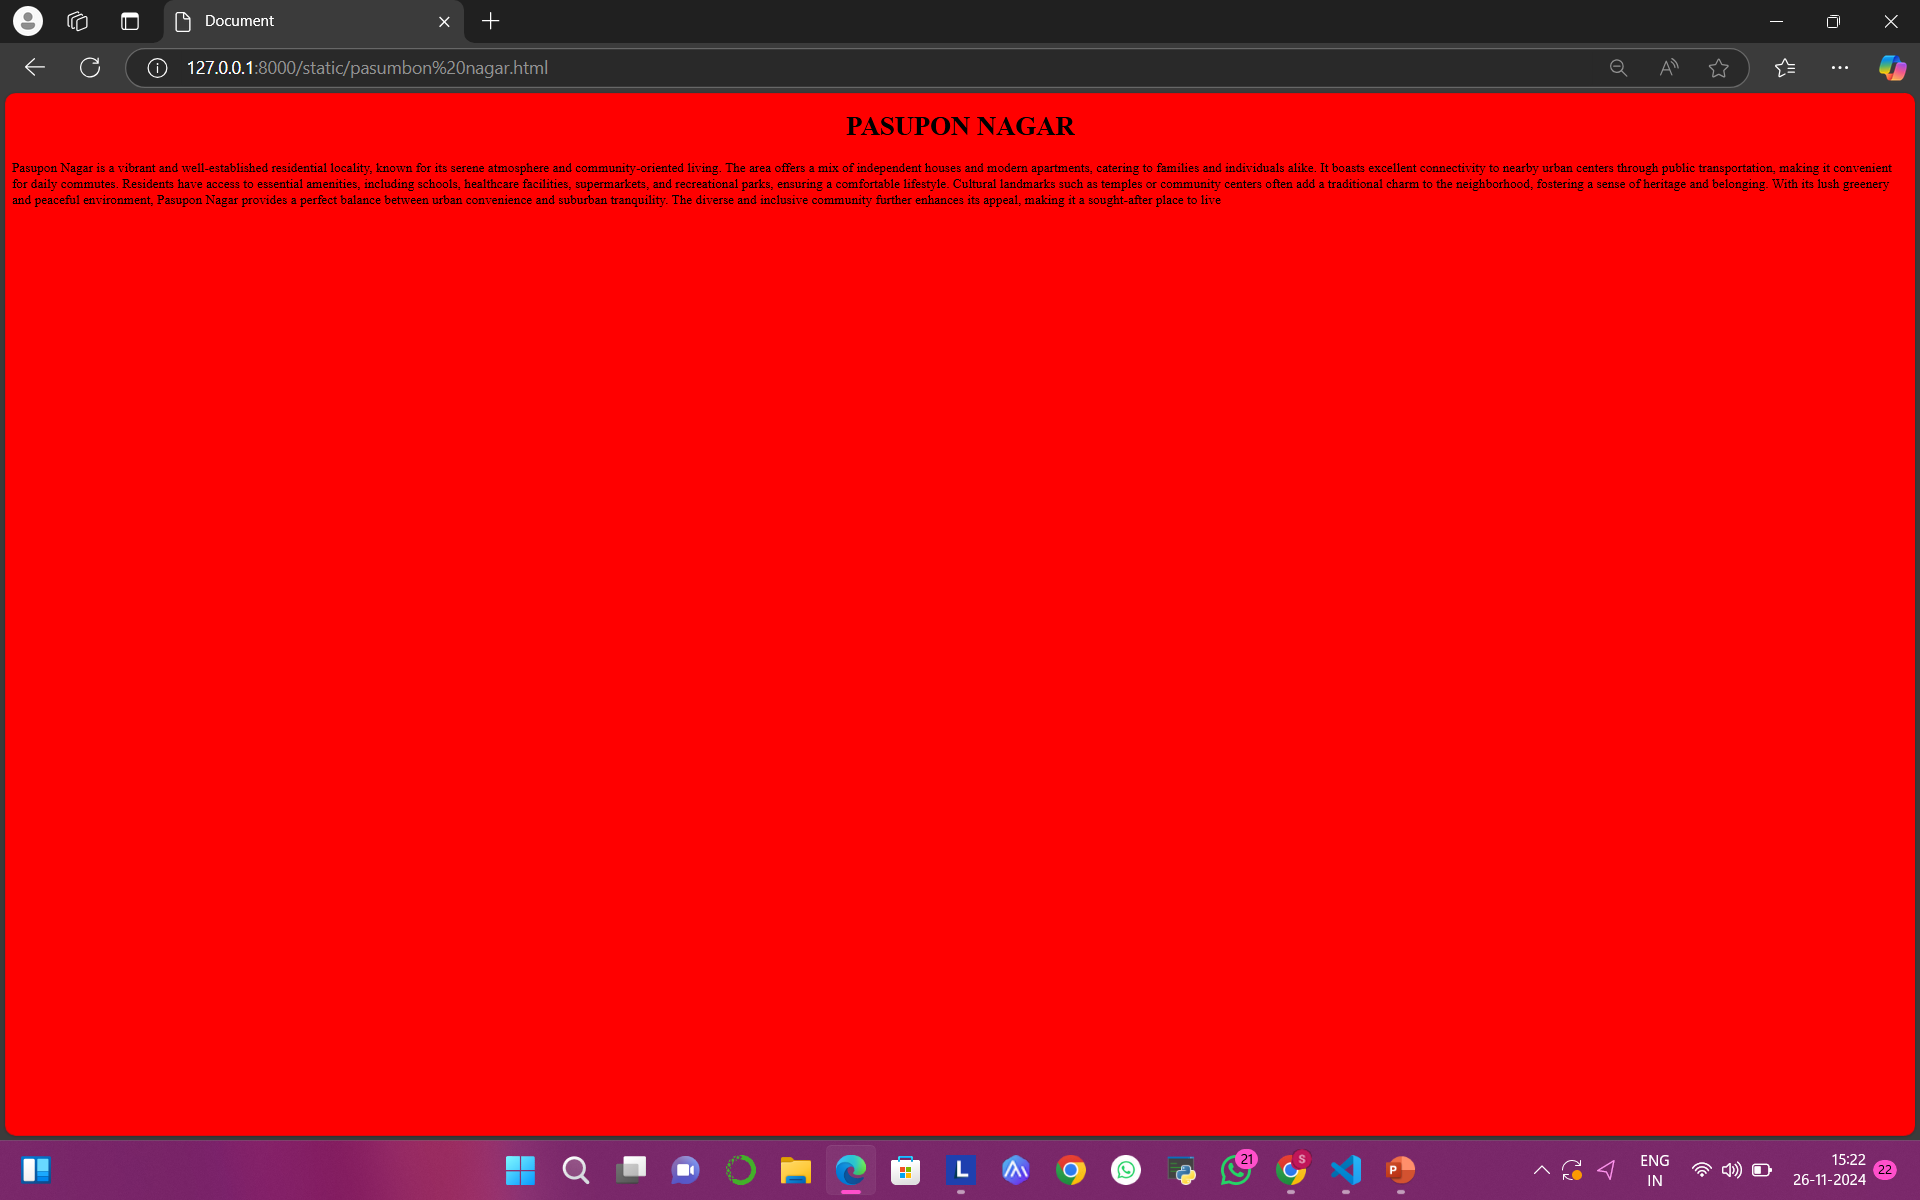 Document
127.0.0.1:8000/static/pasumbon%20nagar.html
PASUPON NAGAR
Pasupon Nagar is a vibrant and well-established residential locality, known for its serene atmosphere and community-oriented living. The area offers a mix of independent houses and modern apartments, catering to families and individuals alike. It boasts excellent connectivity to nearby urban centers through public transportation, making it convenient
for daily commutes. Residents have access to essential amenities, including schools, healthcare facilities, supermarkets, and recreational parks, ensuring a comfortable lifestyle. Cultural landmarks such as temples or community centers often add a traditional charm to the neighborhood, fostering a sense of heritage and belonging. With its lush greenery
and peaceful environment, Pasupon Nagar provides a perfect balance between urban convenience and suburban tranquility. The diverse and inclusive community further enhances its appeal, making it a sought-after place to live
L
21
S
P
ENG
IN
15:22
26-11-2024
22